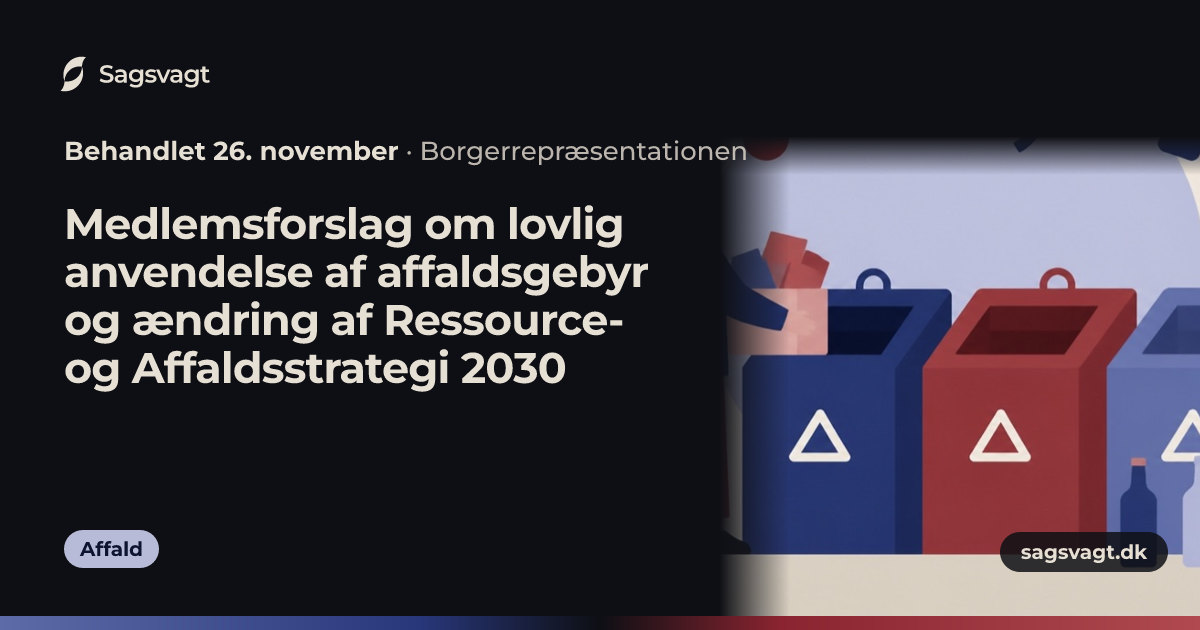 Sagsvagt
Behandlet 26. november · Borgerrepræsentationen
Medlemsforslag om lovlig
anvendelse af affaldsgebyr
og ændring af Ressource-
og Affaldsstrategi 2030
Affald
sagsvagt.dk